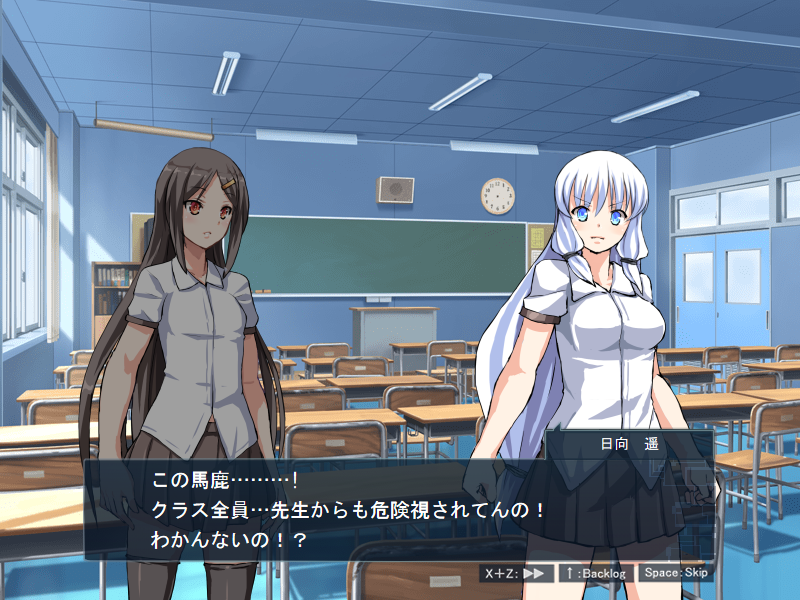 日向 遥
この馬鹿………！
クラス全員…先生からも危険視されてんの！
わかんないの！？
X+Z:▶▶ ↑:Backlog Space:Skip